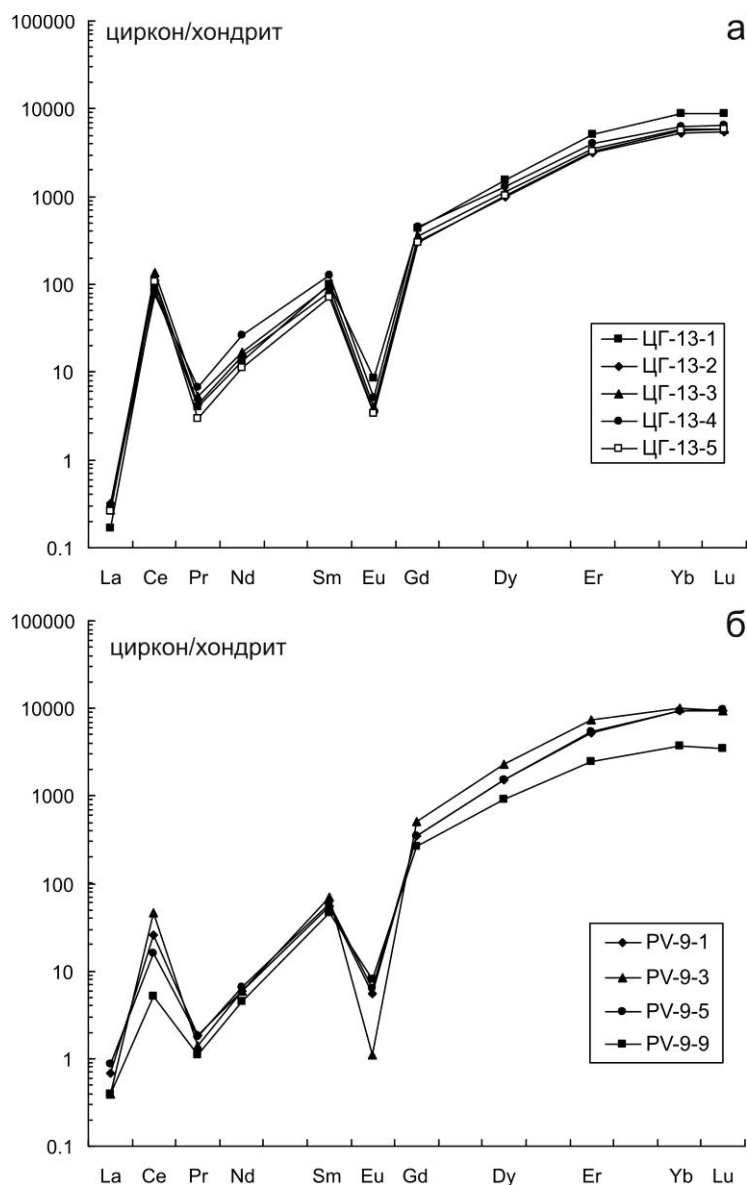 а
циркон/хондрит
100000
10000
1000
100
10
1
0.1
La Ce Pr Nd Sm Eu Gd Dy Er Yb Lu
ЦГ-13-1
ЦГ-13-2
ЦГ-13-3
ЦГ-13-4
ЦГ-13-5
б
циркон/хондрит
100000
10000
1000
100
10
1
0.1
La Ce Pr Nd Sm Eu Gd Dy Er Yb Lu
PV-9-1
PV-9-3
PV-9-5
PV-9-9